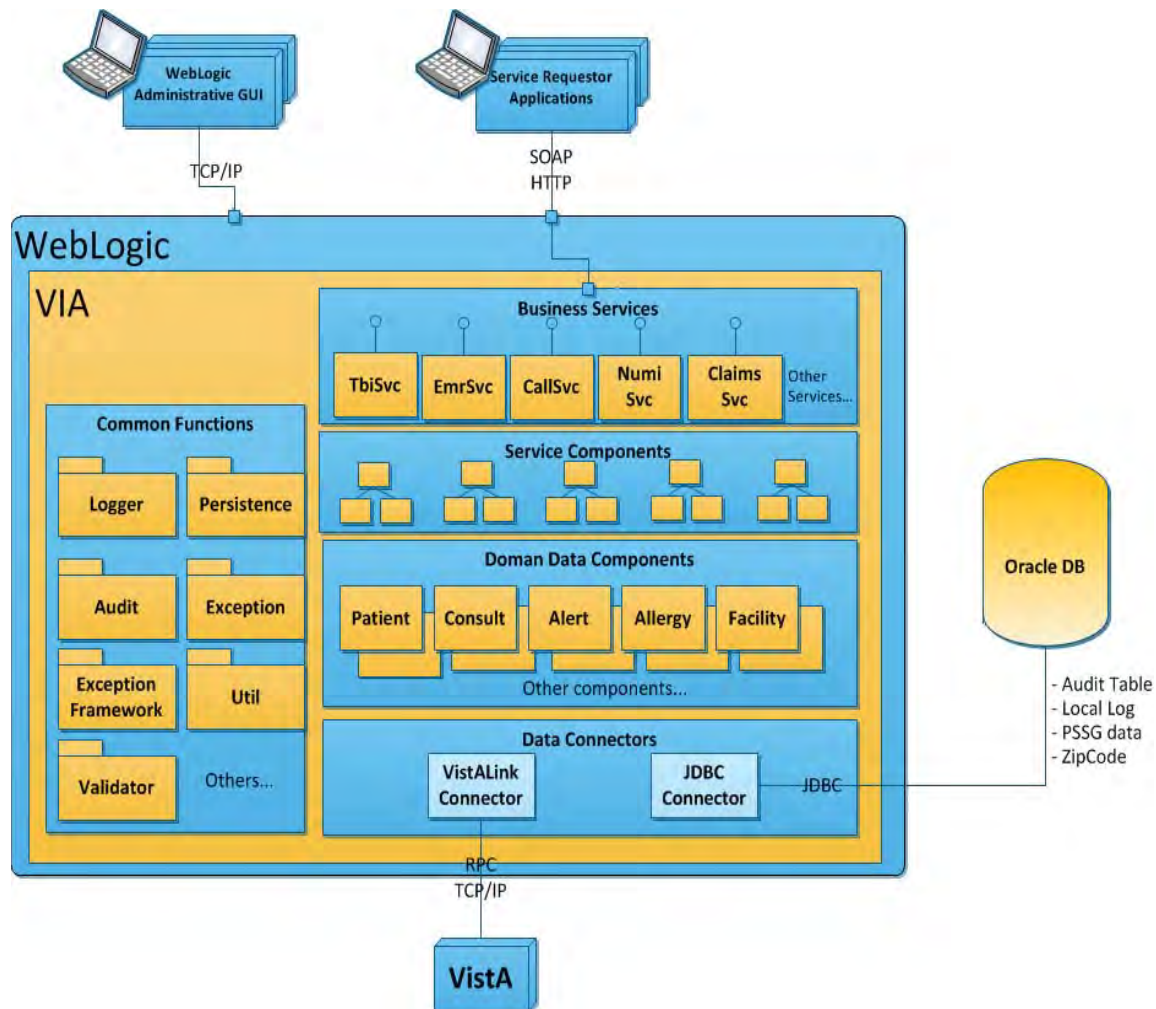 WebLogic
Administrative GUI
Service Requestor
Applications
TCP/IP
SOAP
HTTP
WebLogic
VIA
Business Services
TbiSvc
EmrSvc
CallSvc
Numi
Svc
Claims
Svc
Other
Services...
Common Functions
Logger
Persistence
Audit
Exception
Exception
Framework
Util
Validator
Others...
Service Components
Doman Data Components
Patient
Consult
Alert
Allergy
Facility
Other components...
Data Connectors
VistALink
Connector
JDBC
Connector
JDBC
Oracle DB
- Audit Table
- Local Log
- PSSG data
- ZipCode
RPC
TCP/IP
VistA